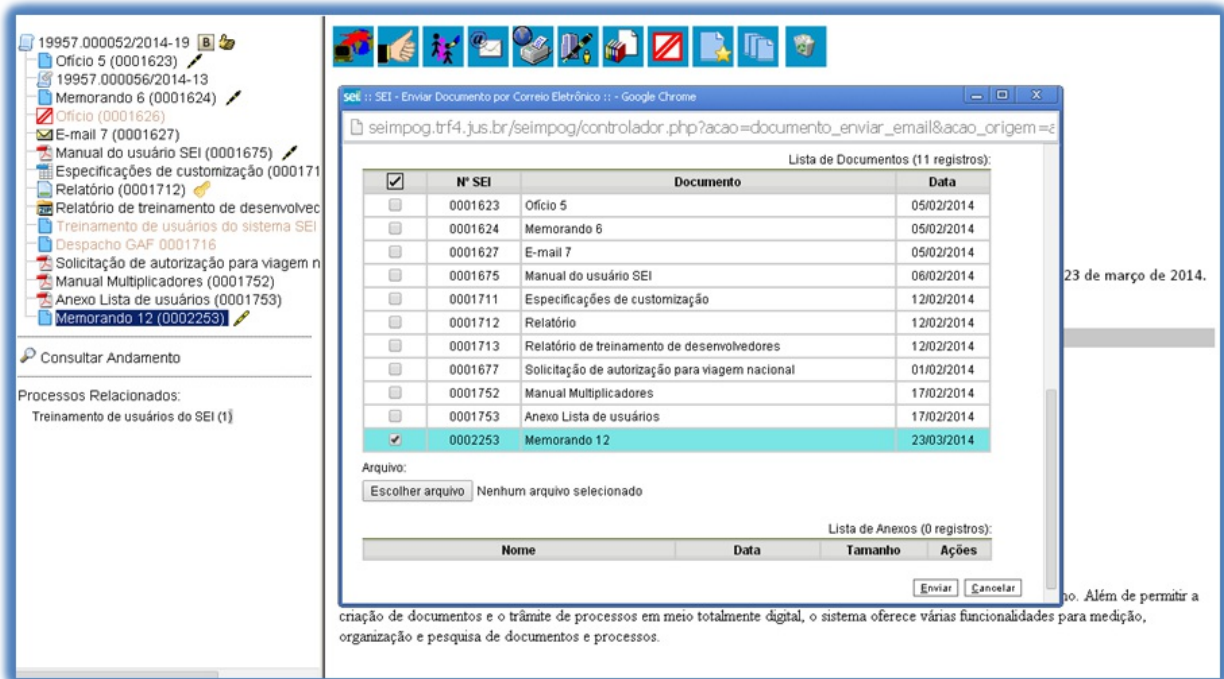 19957.000052/2014-19 B
Ofício 5 (0001623)
19957.000056/2014-13
Memorando 6 (0001624)
Ofício (0001626)
E-mail 7 (0001627)
Manual do usuário SEI (0001675)
Especificações de customização (000171
Relatório (0001712)
Relatório de treinamento de desenvolvec
Treinamento de usuários do sistema SEI
Despacho GAF 0001716
Solicitação de autorização para viagem n
Manual Multiplicadores (0001752)
Anexo Lista de usuários (0001753)
Memorando 12 (0002253)
Consultar Andamento
Processos Relacionados:
Treinamento de usuários do SEI (1)
sei :: SEI - Enviar Documento por Correio Eletrônico :: - Google Chrome
seimpog.trf4.jus.br/seimpog/controlador.php?acao=documento_enviar_email&acao_origem=a
Lista de Documentos (11 registros):
N° SEI Documento Data
0001623 Ofício 5 05/02/2014
0001624 Memorando 6 05/02/2014
0001627 E-mail 7 05/02/2014
0001675 Manual do usuário SEI 06/02/2014
0001711 Especificações de customização 12/02/2014
0001712 Relatório 12/02/2014
0001713 Relatório de treinamento de desenvolvedores 12/02/2014
0001677 Solicitação de autorização para viagem nacional 01/02/2014
0001752 Manual Multiplicadores 17/02/2014
0001753 Anexo Lista de usuários 17/02/2014
0002253 Memorando 12 23/03/2014
Arquivo:
Escolher arquivo Nenhum arquivo selecionado
Lista de Anexos (0 registros):
Nome Data Tamanho Ações
Enviar Cancelar
23 de março de 2014.
ho. Além de permitir a
criação de documentos e o trâmite de processos em meio totalmente digital, o sistema oferece várias funcionalidades para medição,
organização e pesquisa de documentos e processos.